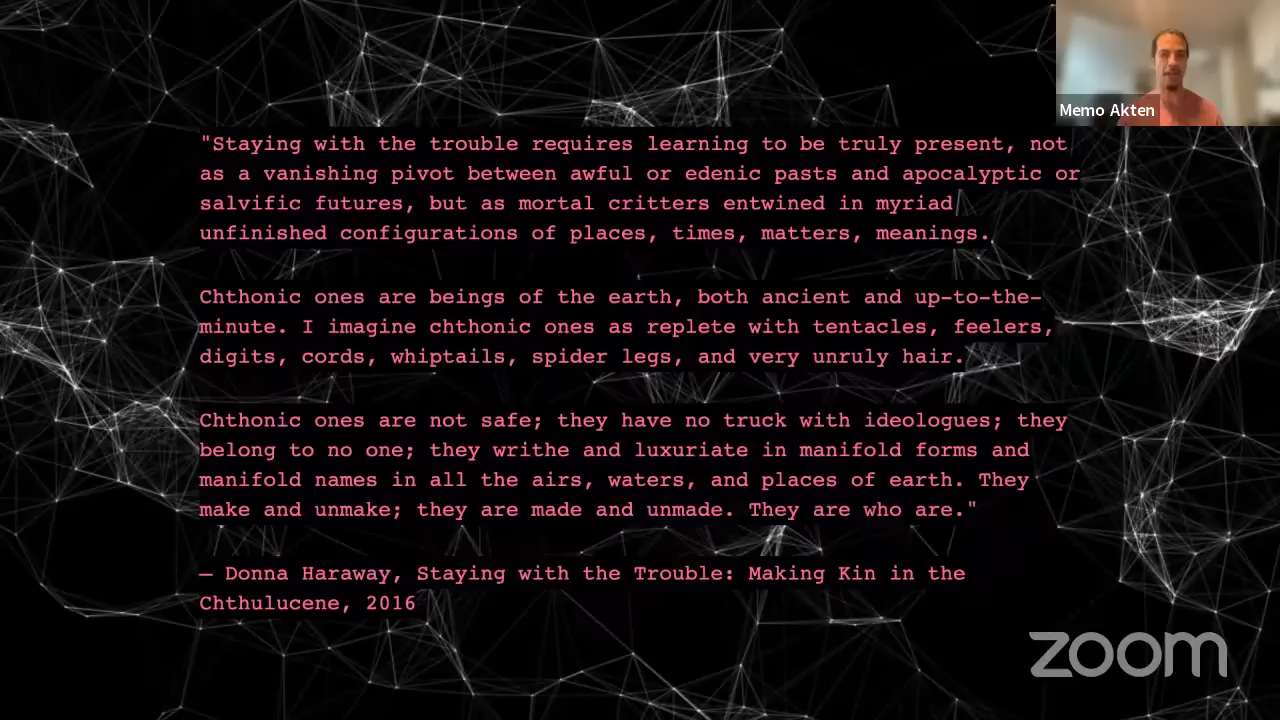 Memo Akten
"Staying with the trouble requires learning to be truly present, not
as a vanishing pivot between awful or edenic pasts and apocalyptic or
salvific futures, but as mortal critters entwined in myriad
unfinished configurations of places, times, matters, meanings.
Chthonic ones are beings of the earth, both ancient and up-to-the-
minute. I imagine chthonic ones as replete with tentacles, feelers,
digits, cords, whiptails, spider legs, and very unruly hair.
Chthonic ones are not safe; they have no truck with ideologues; they
belong to no one; they writhe and luxuriate in manifold forms and
manifold names in all the airs, waters, and places of earth. They
make and unmake; they are made and unmade. They are who are."
— Donna Haraway, Staying with the Trouble: Making Kin in the
Chthulucene, 2016
zoom